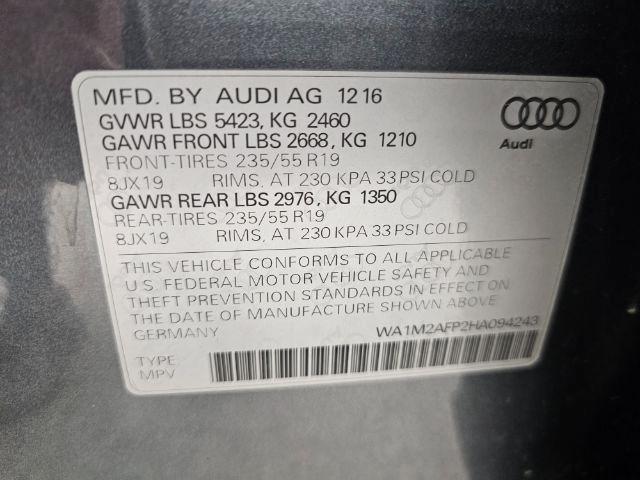 MFD. BY AUDI AG 12 16
GVWR LBS 5423, KG 2460
GAWR FRONT LBS 2668, KG 1210
FRONT-TIRES 235/55 R19
8JX19 RIMS, AT 230 KPA 33 PSI COLD
GAWR REAR LBS 2976, KG 1350
REAR-TIRES 235/55 R19
8JX19 RIMS, AT 230 KPA 33 PSI COLD
Audi
THIS VEHICLE CONFORMS TO ALL APPLICABLE
U.S. FEDERAL MOTOR VEHICLE SAFETY AND
THEFT PREVENTION STANDARDS IN EFFECT ON
THE DATE OF MANUFACTURE SHOWN ABOVE
GERMANY WA1M2AFP2HA094243
TYPE:
MPV